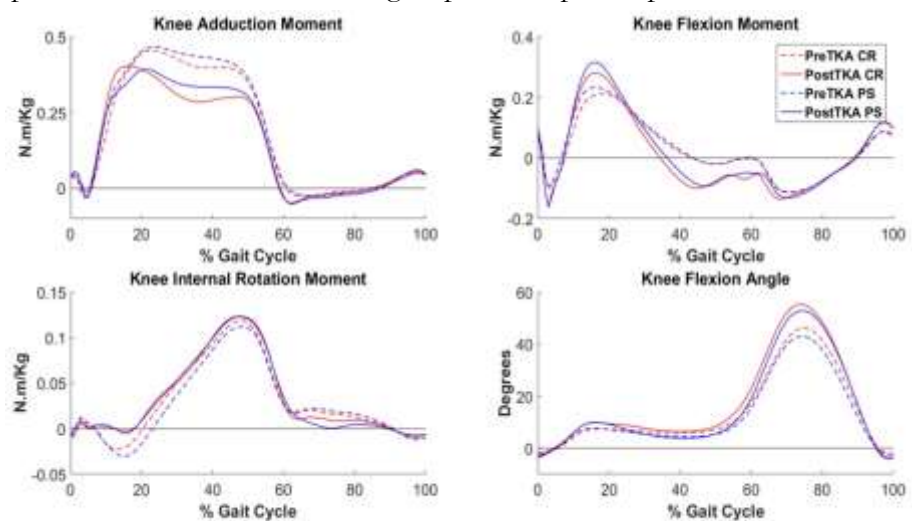 Knee Adduction Moment
0.5
0.25
0
N.m/Kg
0 20 40 60 80 100
% Gait Cycle
Knee Flexion Moment
0.4
0.2
0
-0.2
N.m/Kg
PreTKA CR
PostTKA CR
PreTKA PS
PostTKA PS
0 20 40 60 80 100
% Gait Cycle
Knee Internal Rotation Moment
0.15
0.1
0.05
0
-0.05
N.m/Kg
0 20 40 60 80 100
% Gait Cycle
Knee Flexion Angle
60
40
20
0
Degrees
0 20 40 60 80 100
% Gait Cycle